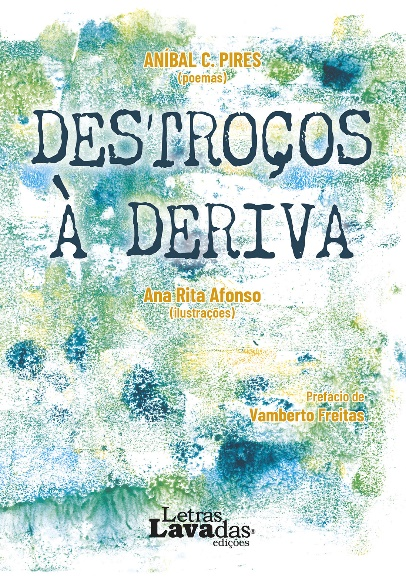 ANÍBAL C. PIRES
(poemas)
DESTROÇOS
À DERIVA
Ana Rita Afonso
(ilustrações)
Prefácio de
Vamberto Freitas
Letras
LAVAdas
edições